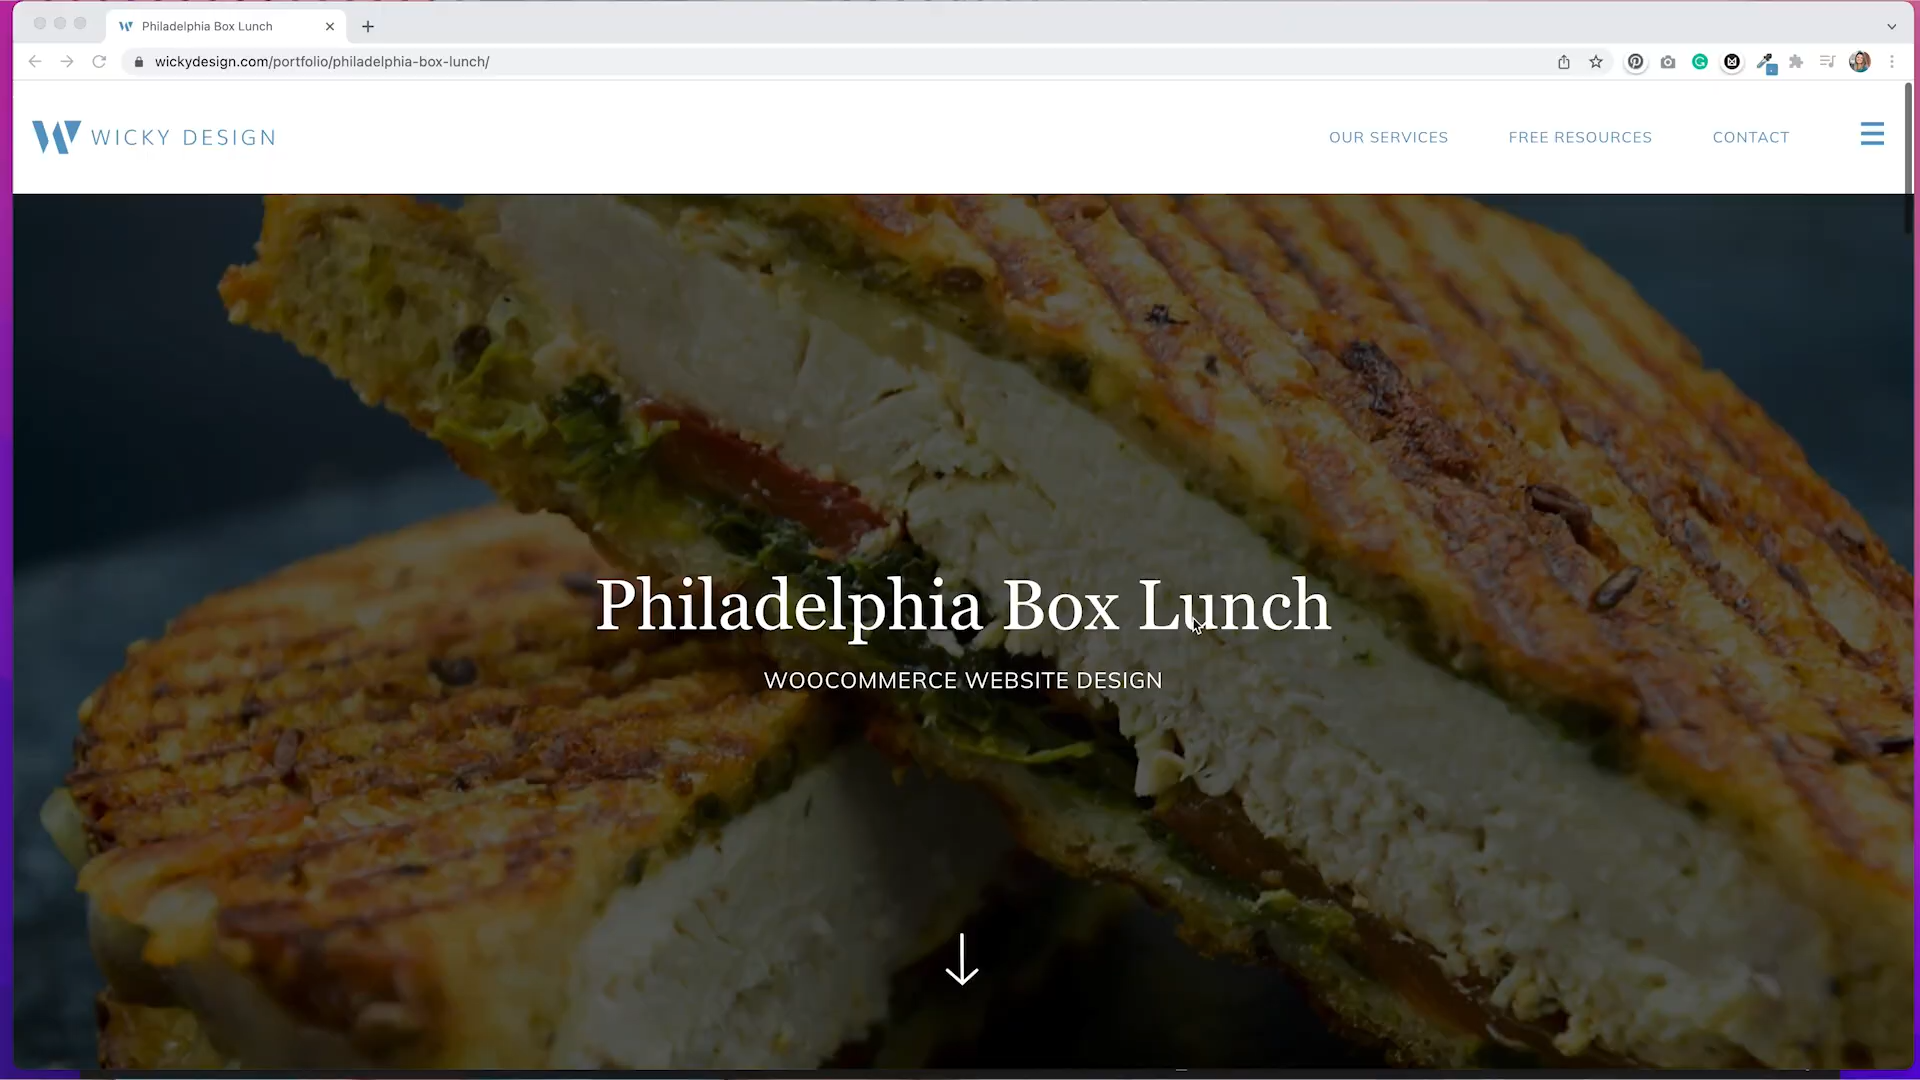 Philadelphia Box Lunch
wickydesign.com/portfolio/philadelphia-box-lunch/
WICKY DESIGN
OUR SERVICES
FREE RESOURCES
CONTACT
Philadelphia Box Lunch
WOOCOMMERCE WEBSITE DESIGN